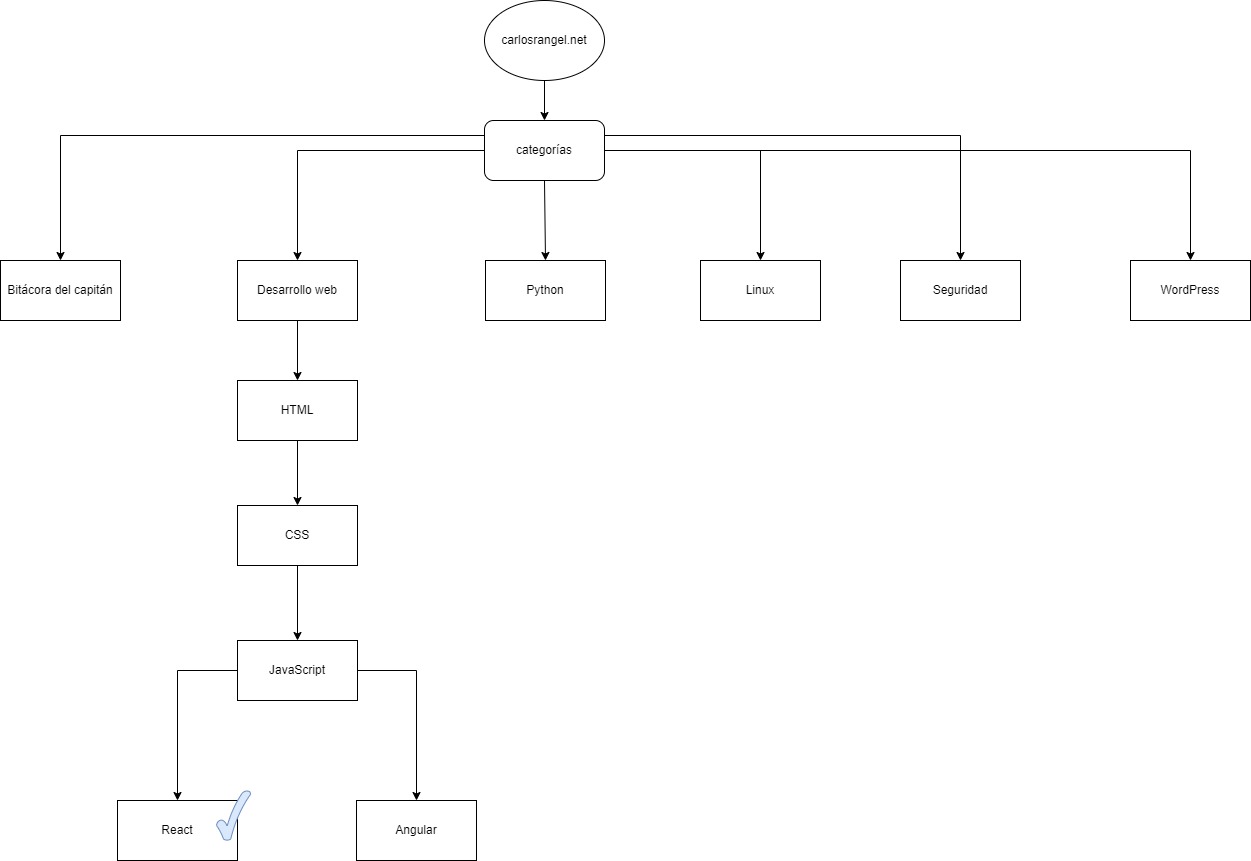 carlosrangel.net
categorías
Bitácora del capitán
Desarrollo web
Python
Linux
Seguridad
WordPress
HTML
CSS
JavaScript
React
Angular